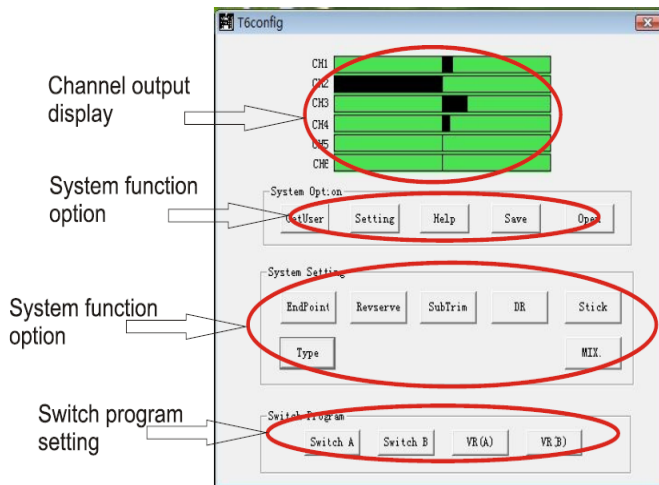 T6config
CH1
CH2
CH3
CH4
CH5
CHE
Channel output
display
System Option
GetUser Setting Help Save Open
System function
option
System Setting
EndPoint Revserve SubTrim DR Stick
Type MIX.
System function
option
Switch Program
Switch A Switch B VR(A) VR(B)
Switch program
setting